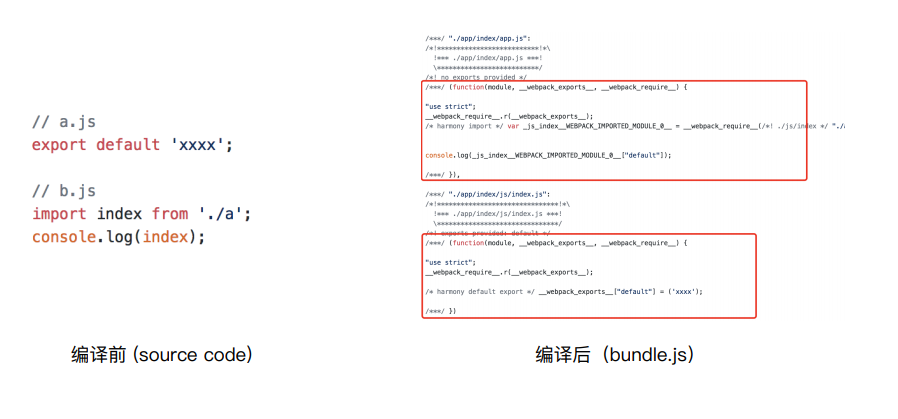 // a.js
export default 'xxxx';
// b.js
import index from './a';
console.log(index);
编译前 (source code)
/***/ "./app/index/app.js":
/*!**************************!*\
  !*** ./app/index/app.js ***!
  \**************************/
/*! no exports provided */
/***/ (function(module, __webpack_exports__, __webpack_require__) {
"use strict";
__webpack_require__.r(__webpack_exports__);
/* harmony import */ var _js_index__WEBPACK_IMPORTED_MODULE_0__ = __webpack_require__(/*! ./js/index */ "./
console.log(_js_index__WEBPACK_IMPORTED_MODULE_0__["default"]);
/***/ }),
/***/ "./app/index/js/index.js":
/*!*******************************!*\
  !*** ./app/index/js/index.js ***!
  \*******************************/
/*! exports provided: default */
/***/ (function(module, __webpack_exports__, __webpack_require__) {
"use strict";
__webpack_require__.r(__webpack_exports__);
/* harmony default export */ __webpack_exports__["default"] = ('xxxx');
/***/ })
编译后（bundle.js）